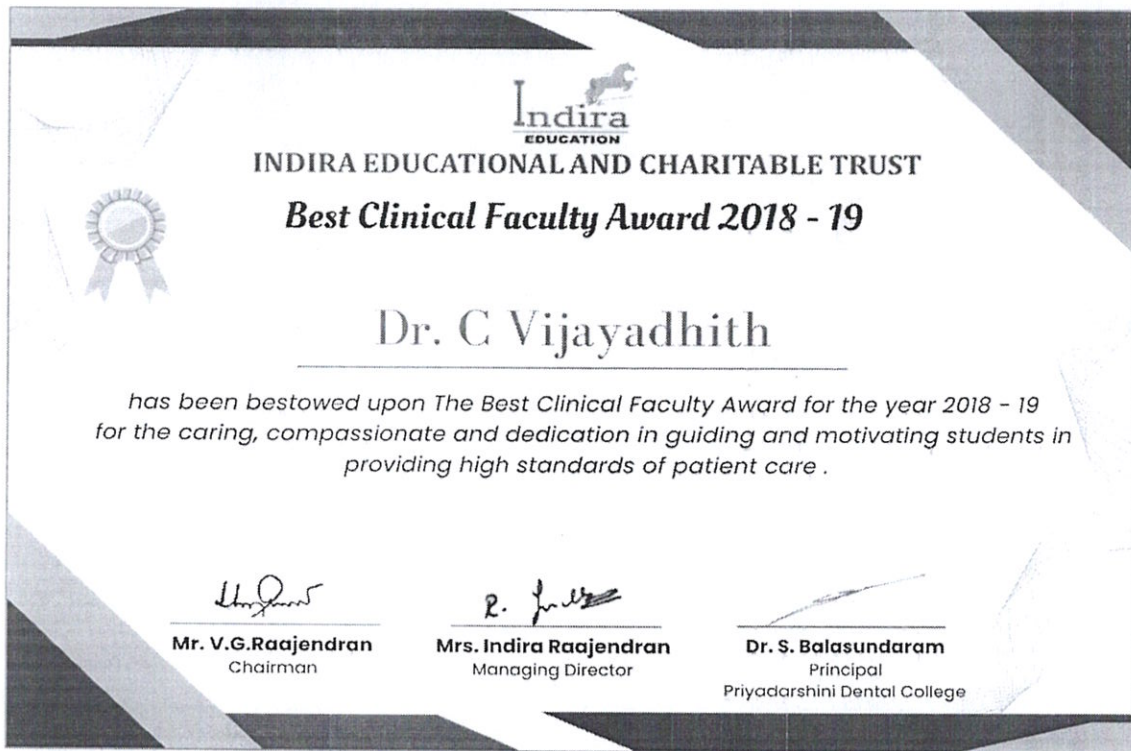 Indira
EDUCATION
INDIRA EDUCATIONAL AND CHARITABLE TRUST
Best Clinical Faculty Award 2018 - 19
Dr. C Vijayadhith
has been bestowed upon The Best Clinical Faculty Award for the year 2018 - 19
for the caring, compassionate and dedication in guiding and motivating students in
providing high standards of patient care .
Mr. V.G.Raajendran
Chairman
Mrs. Indira Raajendran
Managing Director
Dr. S. Balasundaram
Principal
Priyadarshini Dental College